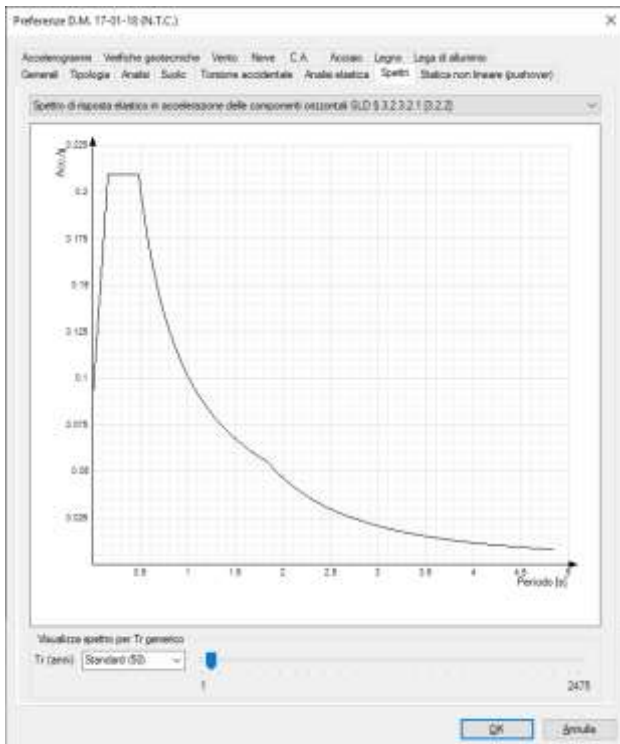 Preferenze D.M. 17-01-18 (N.T.C.)
Accelerogrammi Verifiche geotecniche Vento Neve C.A. Acciaio Legno Lega di alluminio
Generali Tipologia Analisi Suolo Torsione accidentale Analisi elastica Spettri Statica non lineare (pushover)
Spettro di risposta elastico in accelerazione delle componenti orizzontali SLD § 3.2.3.2.1 [3.2.2]
Acc./g
0.225
0.2
0.175
0.15
0.125
0.1
0.075
0.05
0.025
0.5 1 1.5 2 2.5 3 3.5 4 4.5 5
Periodo [s]
Visualizza spettro per Tr generico
Tr (anni) Standard (50)
1 2475
OK Annulla